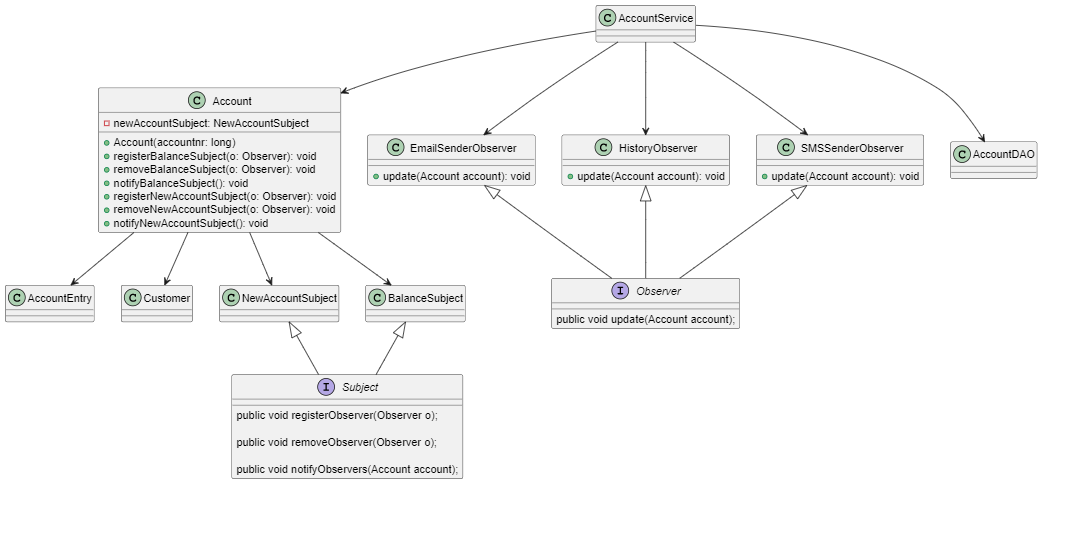 C AccountService
C Account
newAccountSubject: NewAccountSubject
Account(accountnr: long)
registerBalanceSubject(o: Observer): void
removeBalanceSubject(o: Observer): void
notifyBalanceSubject(): void
registerNewAccountSubject(o: Observer): void
removeNewAccountSubject(o: Observer): void
notifyNewAccountSubject(): void
C EmailSenderObserver
update(Account account): void
C HistoryObserver
update(Account account): void
C SMSSenderObserver
update(Account account): void
C AccountDAO
C AccountEntry
C Customer
C NewAccountSubject
C BalanceSubject
I Observer
public void update(Account account);
I Subject
public void registerObserver(Observer o);
public void removeObserver(Observer o);
public void notifyObservers(Account account);